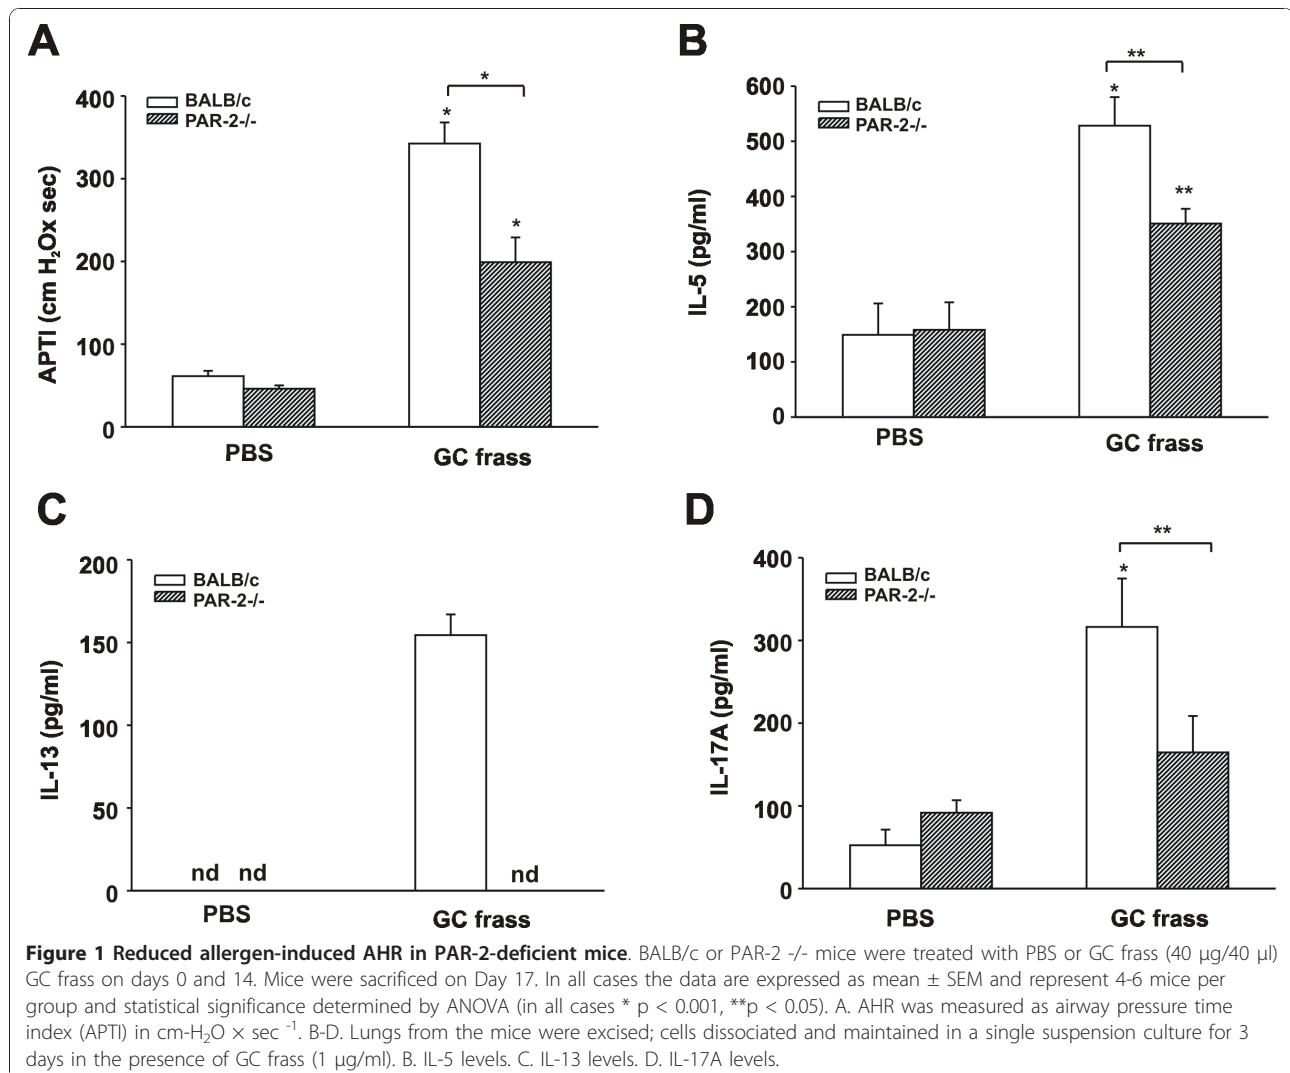 A
B
400
300
200
100
0
APTI (cm H2Ox sec)
BALB/c
PAR-2-/-
*
*
*
PBS
GC frass
600
500
400
300
200
100
0
IL-5 (pg/ml)
BALB/c
PAR-2-/-
**
*
**
PBS
GC frass
C
D
200
150
100
50
0
IL-13 (pg/ml)
BALB/c
PAR-2-/-
nd nd
nd
PBS
GC frass
400
300
200
100
0
IL-17A (pg/ml)
BALB/c
PAR-2-/-
**
*
PBS
GC frass
Figure 1 Reduced allergen-induced AHR in PAR-2-deficient mice. BALB/c or PAR-2 -/- mice were treated with PBS or GC frass (40 μg/40 μl)
GC frass on days 0 and 14. Mice were sacrificed on Day 17. In all cases the data are expressed as mean ± SEM and represent 4-6 mice per
group and statistical significance determined by ANOVA (in all cases * p < 0.001, **p < 0.05). A. AHR was measured as airway pressure time
index (APTI) in cm-H2O × sec -1. B-D. Lungs from the mice were excised; cells dissociated and maintained in a single suspension culture for 3
days in the presence of GC frass (1 μg/ml). B. IL-5 levels. C. IL-13 levels. D. IL-17A levels.